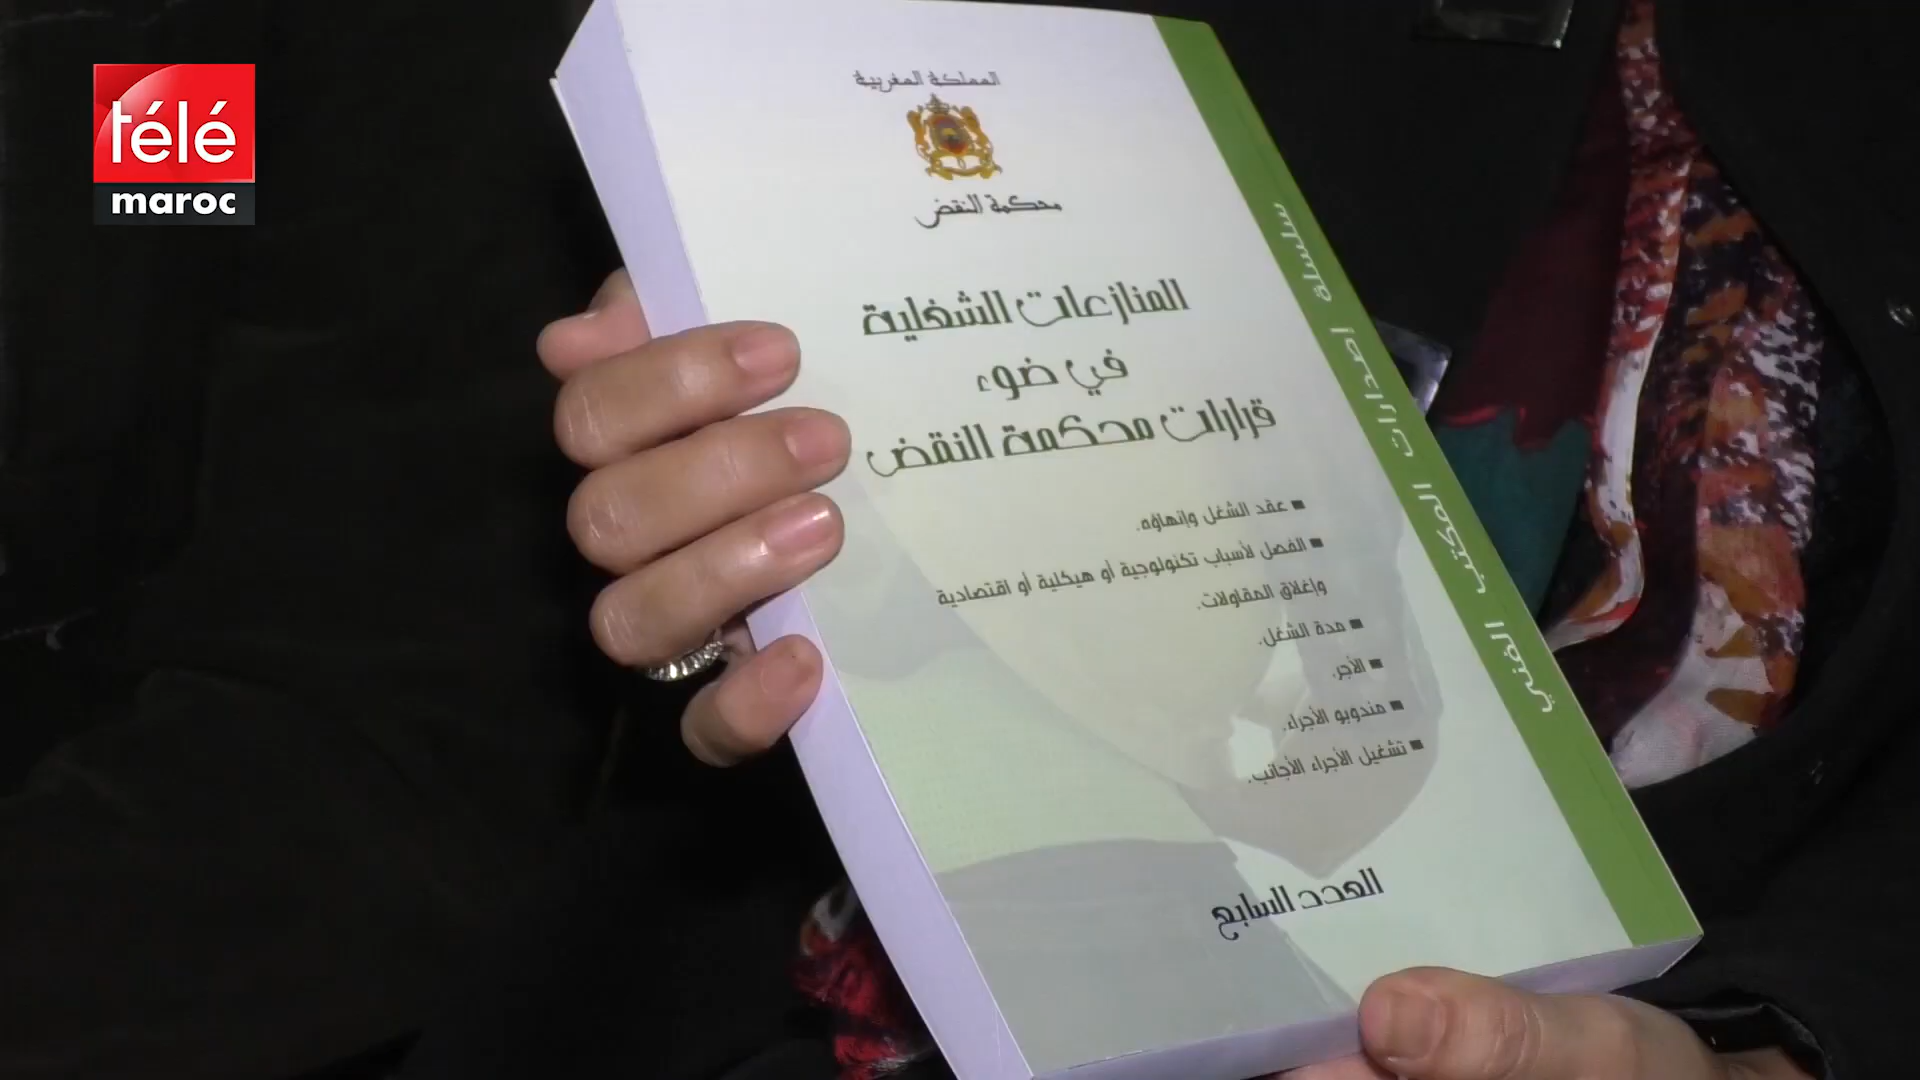 télé
maroc
المملكة المغربية
محكمة النقض
المنازعات الشغلية
في ضوء
قرارات محكمة النقض
■ عقد الشغل وإنهاؤه.
■ الفصل لأسباب تكنولوجية أو هيكلية أو اقتصادية
وإغلاق المقاولات.
■ مدة الشغل.
■ الأجر.
■ مندوبو الأجراء.
■ تشغيل الأجراء الأجانب.
العدد السابع
سلسلة إصدارات المكتب الفني